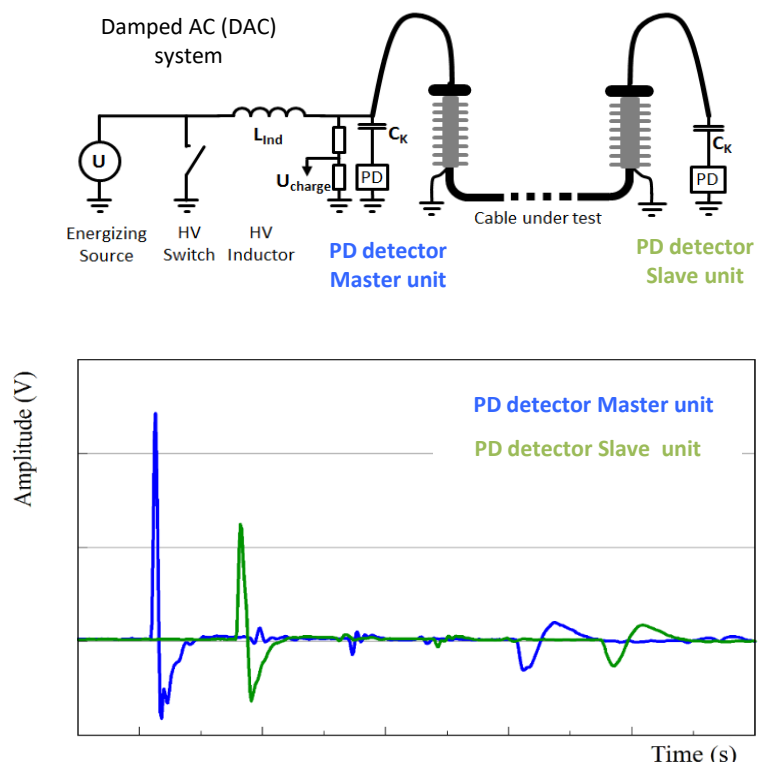 Damped AC (DAC)
system
L_Ind
C_K
C_K
U
U_charge
PD
PD
Cable under test
Energizing
Source
HV
Switch
HV
Inductor
PD detector
Master unit
PD detector
Slave unit
Amplitude (V)
PD detector Master unit
PD detector Slave unit
Time (s)